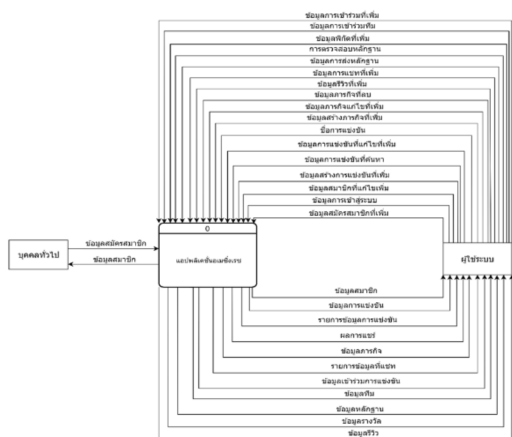 ข้อมูลการเข้าร่วมที่เพิ่ม
ข้อมูลการเข้าร่วมทีม
ข้อมูลพิกัดที่เพิ่ม
การตรวจสอบหลักฐาน
ข้อมูลการส่งหลักฐาน
ข้อมูลการแชทที่เพิ่ม
ข้อมูลรีวิวที่เพิ่ม
ข้อมูลภารกิจที่ลบ
ข้อมูลภารกิจแก้ไขที่เพิ่ม
ข้อมูลสร้างภารกิจที่เพิ่ม
ชื่อการแข่งขัน
ข้อมูลการแข่งขันที่แก้ไขที่เพิ่ม
ข้อมูลการแข่งขันที่ค้นหา
ข้อมูลสร้างการแข่งขันที่เพิ่ม
ข้อมูลสมาชิกที่แก้ไขเพิ่ม
ข้อมูลการเข้าสู่ระบบ
ข้อมูลสมัครสมาชิกที่เพิ่ม
0
บุคคลทั่วไป
ข้อมูลสมัครสมาชิก
ข้อมูลสมาชิก
แอปพลิเคชันอเมซิ่งเรซ
ผู้ใช้ระบบ
ข้อมูลสมาชิก
ข้อมูลการแข่งขัน
รายการข้อมูลการแข่งขัน
ผลการแชร์
ข้อมูลภารกิจ
รายการข้อมูลที่แชท
ข้อมูลเข้าร่วมการแข่งขัน
ข้อมูลทีม
ข้อมูลหลักฐาน
ข้อมูลรางวัล
ข้อมูลรีวิว